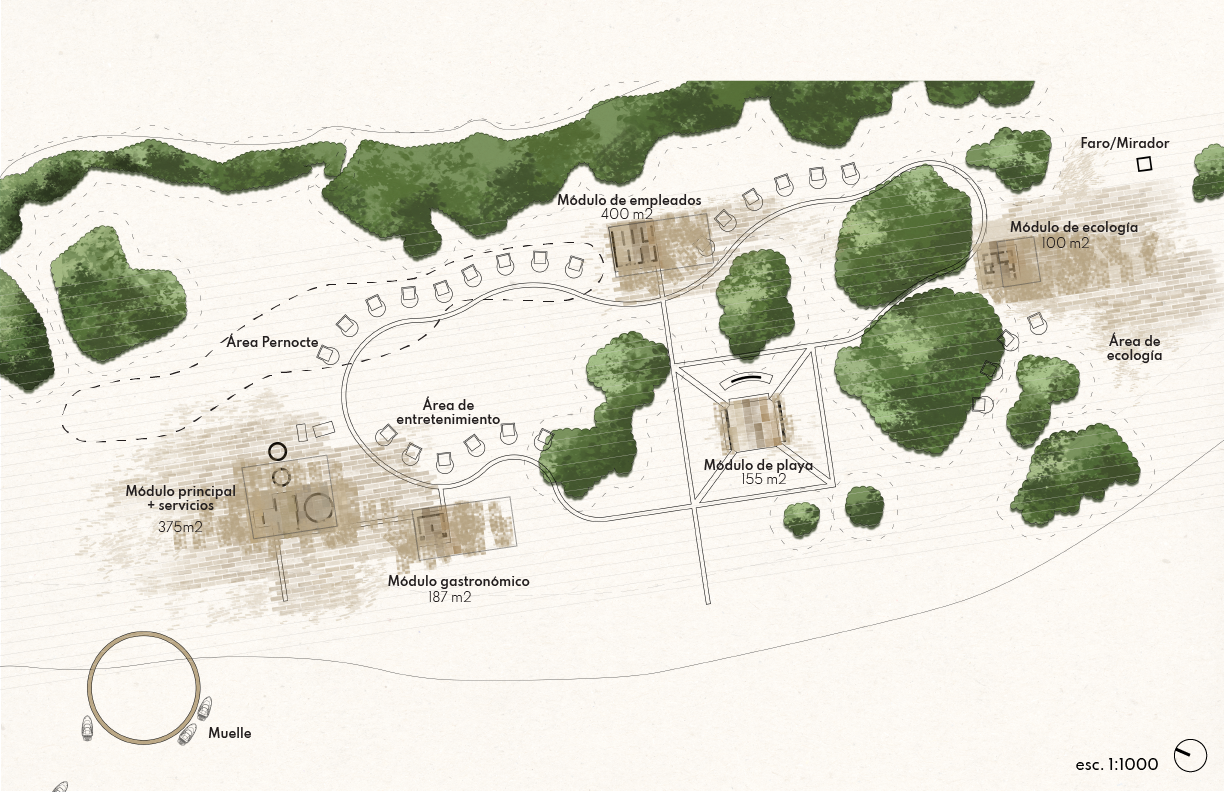 Faro/Mirador
Módulo de empleados
400 m2
Módulo de ecología
100 m2
Área Pernocte
Área de
ecología
Área de
entretenimiento
Módulo de playa
155 m2
Módulo principal
+ servicios
375m2
Módulo gastronómico
187 m2
Muelle
esc. 1:1000